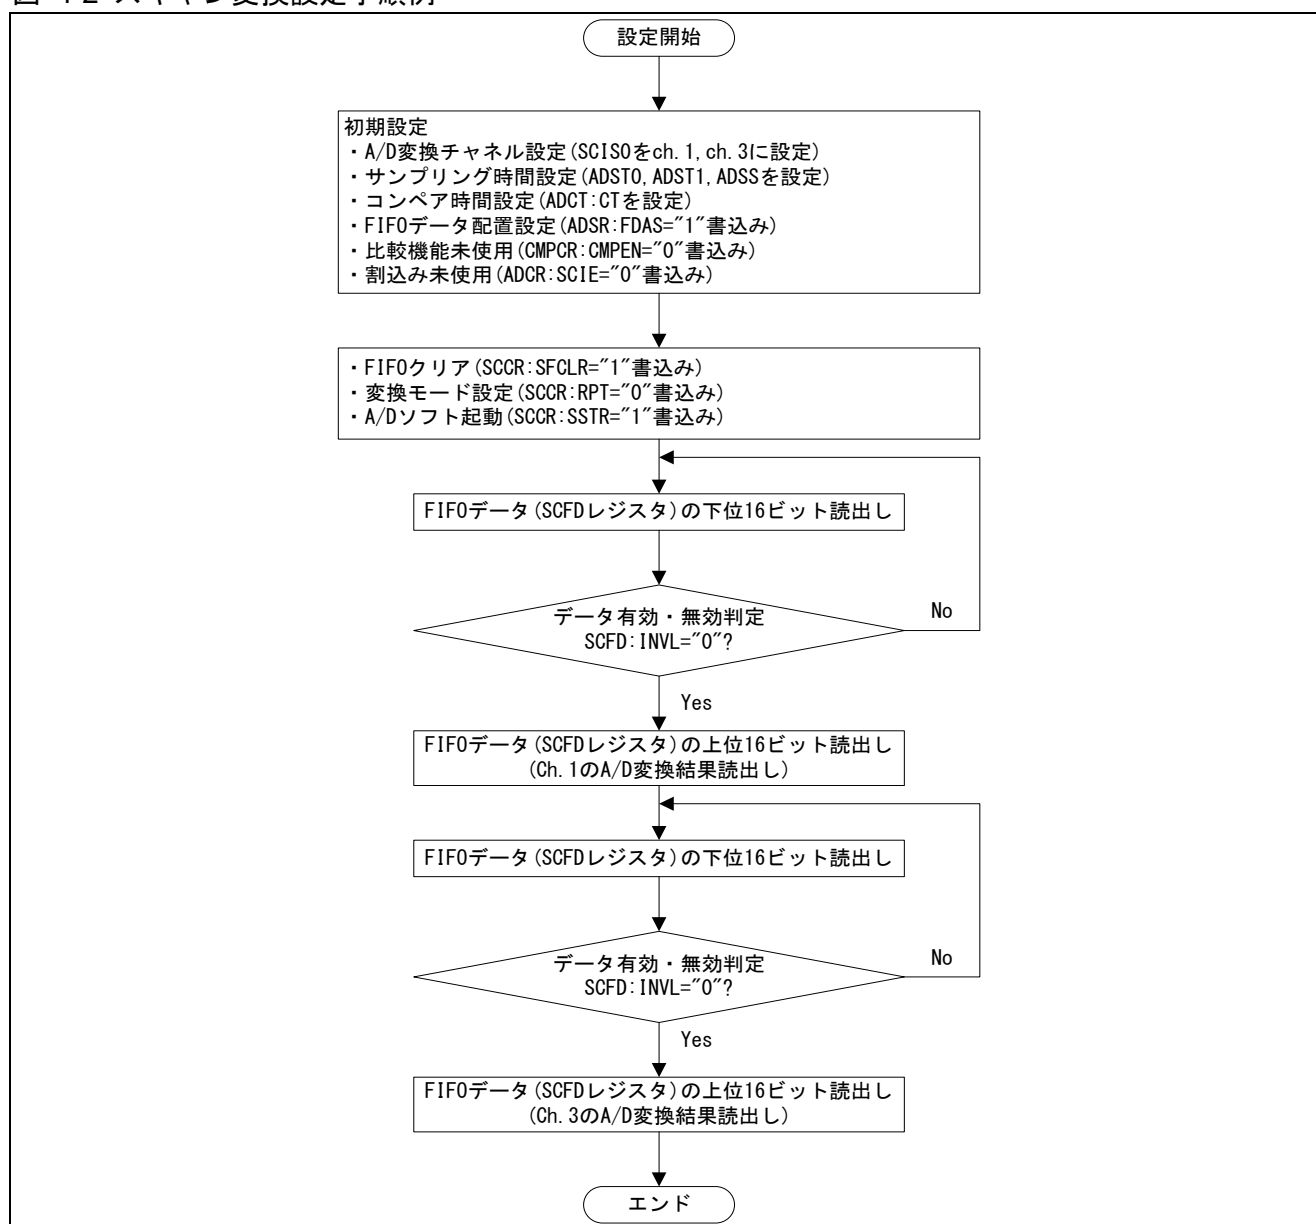 設定開始
初期設定
・A/D変換チャネル設定(SCIS0をch.1,ch.3に設定)
・サンプリング時間設定(ADST0,ADST1,ADSSを設定)
・コンペア時間設定(ADCT:CTを設定)
・FIFOデータ配置設定(ADSR:FDAS="1"書込み)
・比較機能未使用(CMPCR:CMPEN="0"書込み)
・割込み未使用(ADCR:SCIE="0"書込み)
・FIFOクリア(SCCR:SFCLR="1"書込み)
・変換モード設定(SCCR:RPT="0"書込み)
・A/Dソフト起動(SCCR:SSTR="1"書込み)
FIFOデータ(SCFDレジスタ)の下位16ビット読出し
データ有効・無効判定
SCFD:INVL="0"?
No
Yes
FIFOデータ(SCFDレジスタ)の上位16ビット読出し
(Ch.1のA/D変換結果読出し)
FIFOデータ(SCFDレジスタ)の下位16ビット読出し
データ有効・無効判定
SCFD:INVL="0"?
No
Yes
FIFOデータ(SCFDレジスタ)の上位16ビット読出し
(Ch.3のA/D変換結果読出し)
エンド